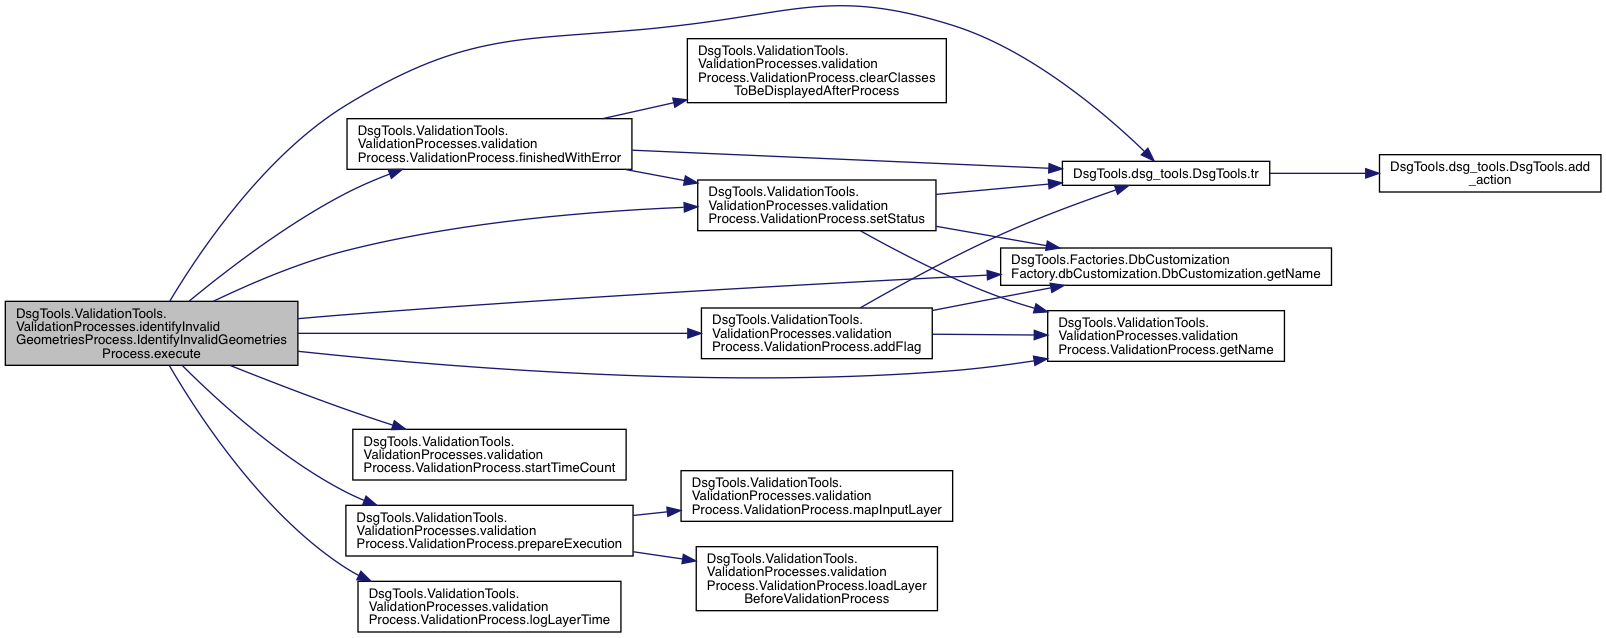 DsgTools.ValidationTools.
ValidationProcesses.validation
Process.ValidationProcess.clearClasses
ToBeDisplayedAfterProcess
DsgTools.ValidationTools.
ValidationProcesses.validation
Process.ValidationProcess.finishedWithError
DsgTools.dsg_tools.DsgTools.tr
DsgTools.dsg_tools.DsgTools.add
_action
DsgTools.ValidationTools.
ValidationProcesses.validation
Process.ValidationProcess.setStatus
DsgTools.Factories.DbCustomization
Factory.dbCustomization.DbCustomization.getName
DsgTools.ValidationTools.
ValidationProcesses.identifyInvalid
GeometriesProcess.IdentifyInvalidGeometries
Process.execute
DsgTools.ValidationTools.
ValidationProcesses.validation
Process.ValidationProcess.addFlag
DsgTools.ValidationTools.
ValidationProcesses.validation
Process.ValidationProcess.getName
DsgTools.ValidationTools.
ValidationProcesses.validation
Process.ValidationProcess.startTimeCount
DsgTools.ValidationTools.
ValidationProcesses.validation
Process.ValidationProcess.mapInputLayer
DsgTools.ValidationTools.
ValidationProcesses.validation
Process.ValidationProcess.prepareExecution
DsgTools.ValidationTools.
ValidationProcesses.validation
Process.ValidationProcess.loadLayer
BeforeValidationProcess
DsgTools.ValidationTools.
ValidationProcesses.validation
Process.ValidationProcess.logLayerTime